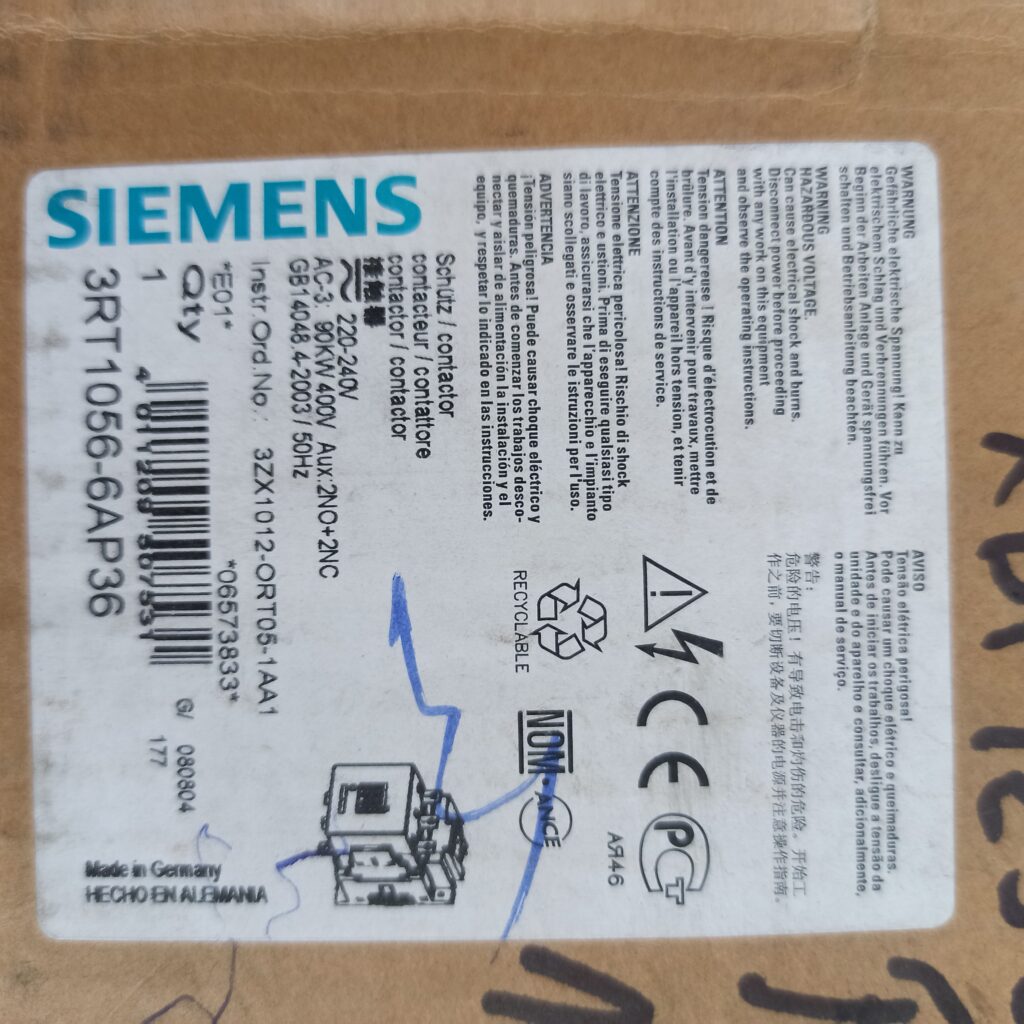 WARNUNG
Gefährliche elektrische Spannung! Kann zu
elektrischem Schlag und Verbrennungen führen. Vor
Beginn der Arbeiten Anlage und Gerät spannungsfrei
schalten und Betriebsanleitung beachten.
WARNING
HAZARDOUS VOLTAGE.
Can cause electrical shock and burns.
Disconnect power before proceeding
with any work on this equipment
and observe the operating instructions.
ATTENTION
Tension dangereuse ! Risque d'électrocution et de
brûlure. Avant d'y intervenir pour travaux, mettre
l'installation ou l'appareil hors tension, et tenir
compte des instructions de service.
ATTENZIONE
Tensione elettrica pericolosa! Rischio di shock
elettrico e ustioni. Prima di eseguire qualsiasi tipo
di lavoro, assicurarsi che l'apparecchio e l'impianto
siano scollegati e osservare le istruzioni per l'uso.
ADVERTENCIA
¡Tensión peligrosa! Puede causar choque eléctrico y
quemaduras. Antes de comenzar los trabajos desco-
nectar y aislar de alimentación la instalación y el
equipo, y respetar lo indicado en las instrucciones.
AVISO
Tensão elétrica perigosa!
Pode causar um choque elétrico e queimaduras.
Antes de iniciar os trabalhos, desligue a tensão da
unidade e do aparelho e consultar, adicionalmente,
o manual de serviço.
警告:
危险的电压! 有导致电击和灼伤的危险。开始工
作之前,要切断设备及仪器的电源并注意操作指南。
CE
PCT
АЯ46
RECYCLABLE
NOM-ANCE
SIEMENS
Schütz / contactor
contacteur / contattore
contactor / contactor
接触器
220-240V
AC-3: 90KW 400V Aux:2NO+2NC
GB14048.4-2003 / 50Hz
Instr.Ord.No.: 3ZX1012-ORT05-1AA1
*E01* *06573833*
Qty
1
4 011209 307531
G/ 080804
177
3RT1056-6AP36
Made in Germany
HECHO EN ALEMANIA